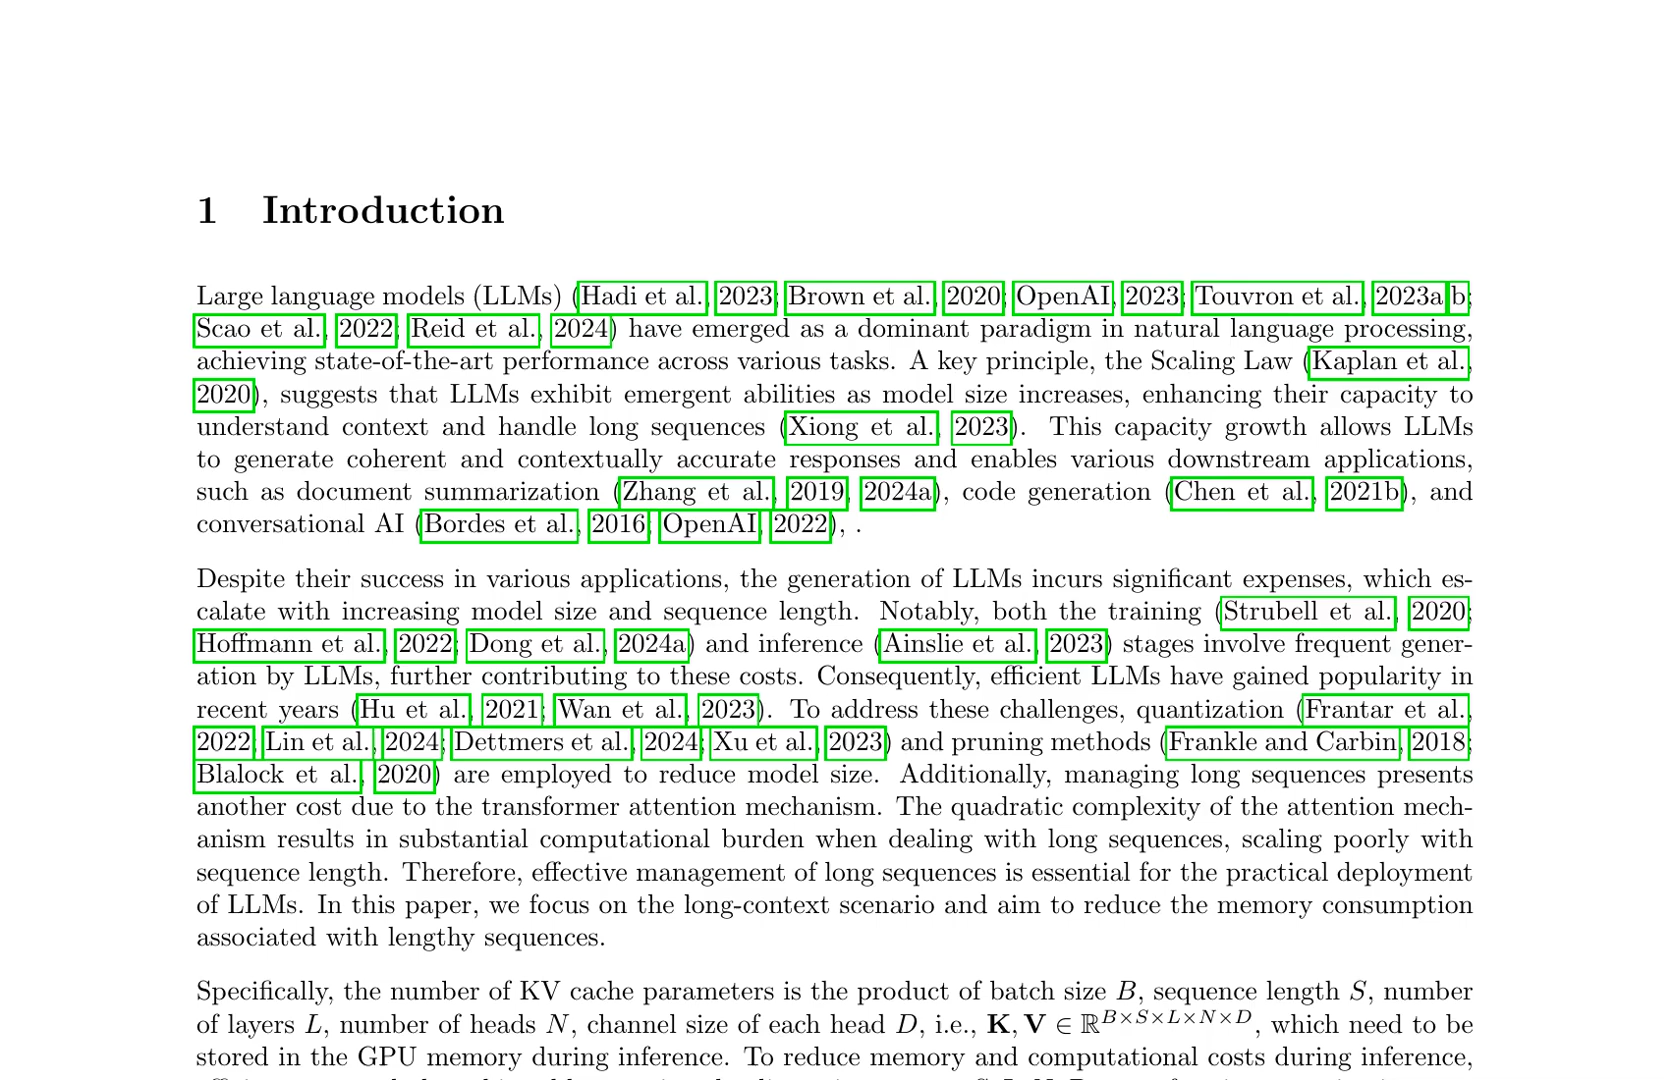 1 Introduction
Large language models (LLMs) (Hadi et al., 2023; Brown et al., 2020; OpenAI, 2023; Touvron et al., 2023a,b;
Scao et al., 2022; Reid et al., 2024) have emerged as a dominant paradigm in natural language processing,
achieving state-of-the-art performance across various tasks. A key principle, the Scaling Law (Kaplan et al.,
2020), suggests that LLMs exhibit emergent abilities as model size increases, enhancing their capacity to
understand context and handle long sequences (Xiong et al., 2023). This capacity growth allows LLMs
to generate coherent and contextually accurate responses and enables various downstream applications,
such as document summarization (Zhang et al., 2019, 2024a), code generation (Chen et al., 2021b), and
conversational AI (Bordes et al., 2016; OpenAI, 2022), .
Despite their success in various applications, the generation of LLMs incurs significant expenses, which es-
calate with increasing model size and sequence length. Notably, both the training (Strubell et al., 2020;
Hoffmann et al., 2022; Dong et al., 2024a) and inference (Ainslie et al., 2023) stages involve frequent gener-
ation by LLMs, further contributing to these costs. Consequently, efficient LLMs have gained popularity in
recent years (Hu et al., 2021; Wan et al., 2023). To address these challenges, quantization (Frantar et al.,
2022; Lin et al., 2024; Dettmers et al., 2024; Xu et al., 2023) and pruning methods (Frankle and Carbin, 2018;
Blalock et al., 2020) are employed to reduce model size. Additionally, managing long sequences presents
another cost due to the transformer attention mechanism. The quadratic complexity of the attention mech-
anism results in substantial computational burden when dealing with long sequences, scaling poorly with
sequence length. Therefore, effective management of long sequences is essential for the practical deployment
of LLMs. In this paper, we focus on the long-context scenario and aim to reduce the memory consumption
associated with lengthy sequences.
Specifically, the number of KV cache parameters is the product of batch size B, sequence length S, number
of layers L, number of heads N, channel size of each head D, i.e., K, V ∈ ℝ^{B×S×L×N×D}, which need to be
stored in the GPU memory during inference. To reduce memory and computational costs during inference,